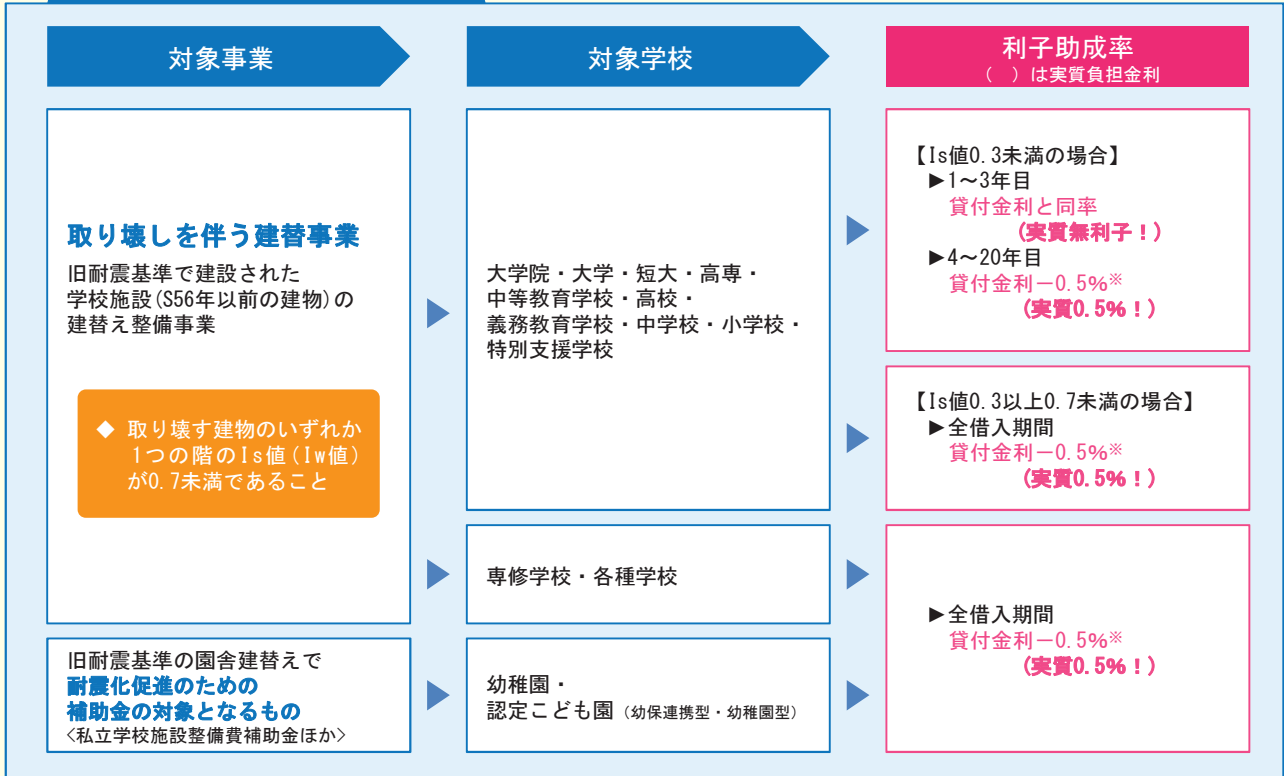 対象事業
対象学校
利子助成率
（　）は実質負担金利
取り壊しを伴う建替事業
旧耐震基準で建設された
学校施設(S56年以前の建物)の
建替え整備事業
◆ 取り壊す建物のいずれか
1つの階のIs値(Iw値)
が0.7未満であること
大学院・大学・短大・高専・
中等教育学校・高校・
義務教育学校・中学校・小学校・
特別支援学校
【Is値0.3未満の場合】
▶1～3年目
貸付金利と同率
(実質無利子！)
▶4～20年目
貸付金利－0.5%※
(実質0.5%！)
【Is値0.3以上0.7未満の場合】
▶全借入期間
貸付金利－0.5%※
(実質0.5%！)
専修学校・各種学校
▶全借入期間
貸付金利－0.5%※
(実質0.5%！)
旧耐震基準の園舎建替えで
耐震化促進のための
補助金の対象となるもの
<私立学校施設整備費補助金ほか>
幼稚園・
認定こども園（幼保連携型・幼稚園型）